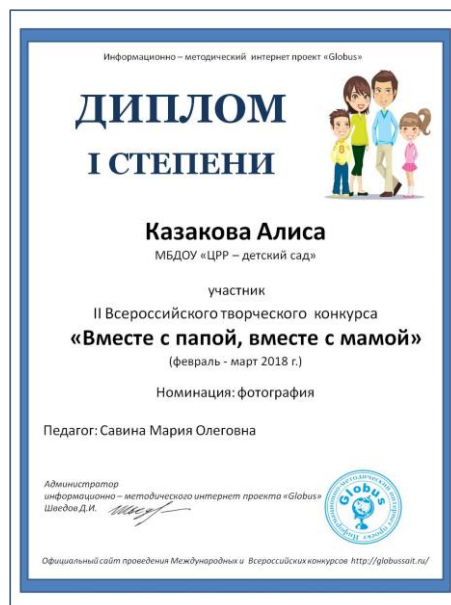 Информационно – методический интернет проект «Globus»
ДИПЛОМ
I СТЕПЕНИ
Казакова Алиса
МБДОУ «ЦРР – детский сад»
участник
II Всероссийского творческого конкурса
«Вместе с папой, вместе с мамой»
(февраль - март 2018 г.)
Номинация: фотография
Педагог: Савина Мария Олеговна
Администратор
информационно – методического интернет проекта «Globus»
Шведов Д.И.
Globus
Официальный сайт проведения Международных и Всероссийских конкурсов http://globussait.ru/